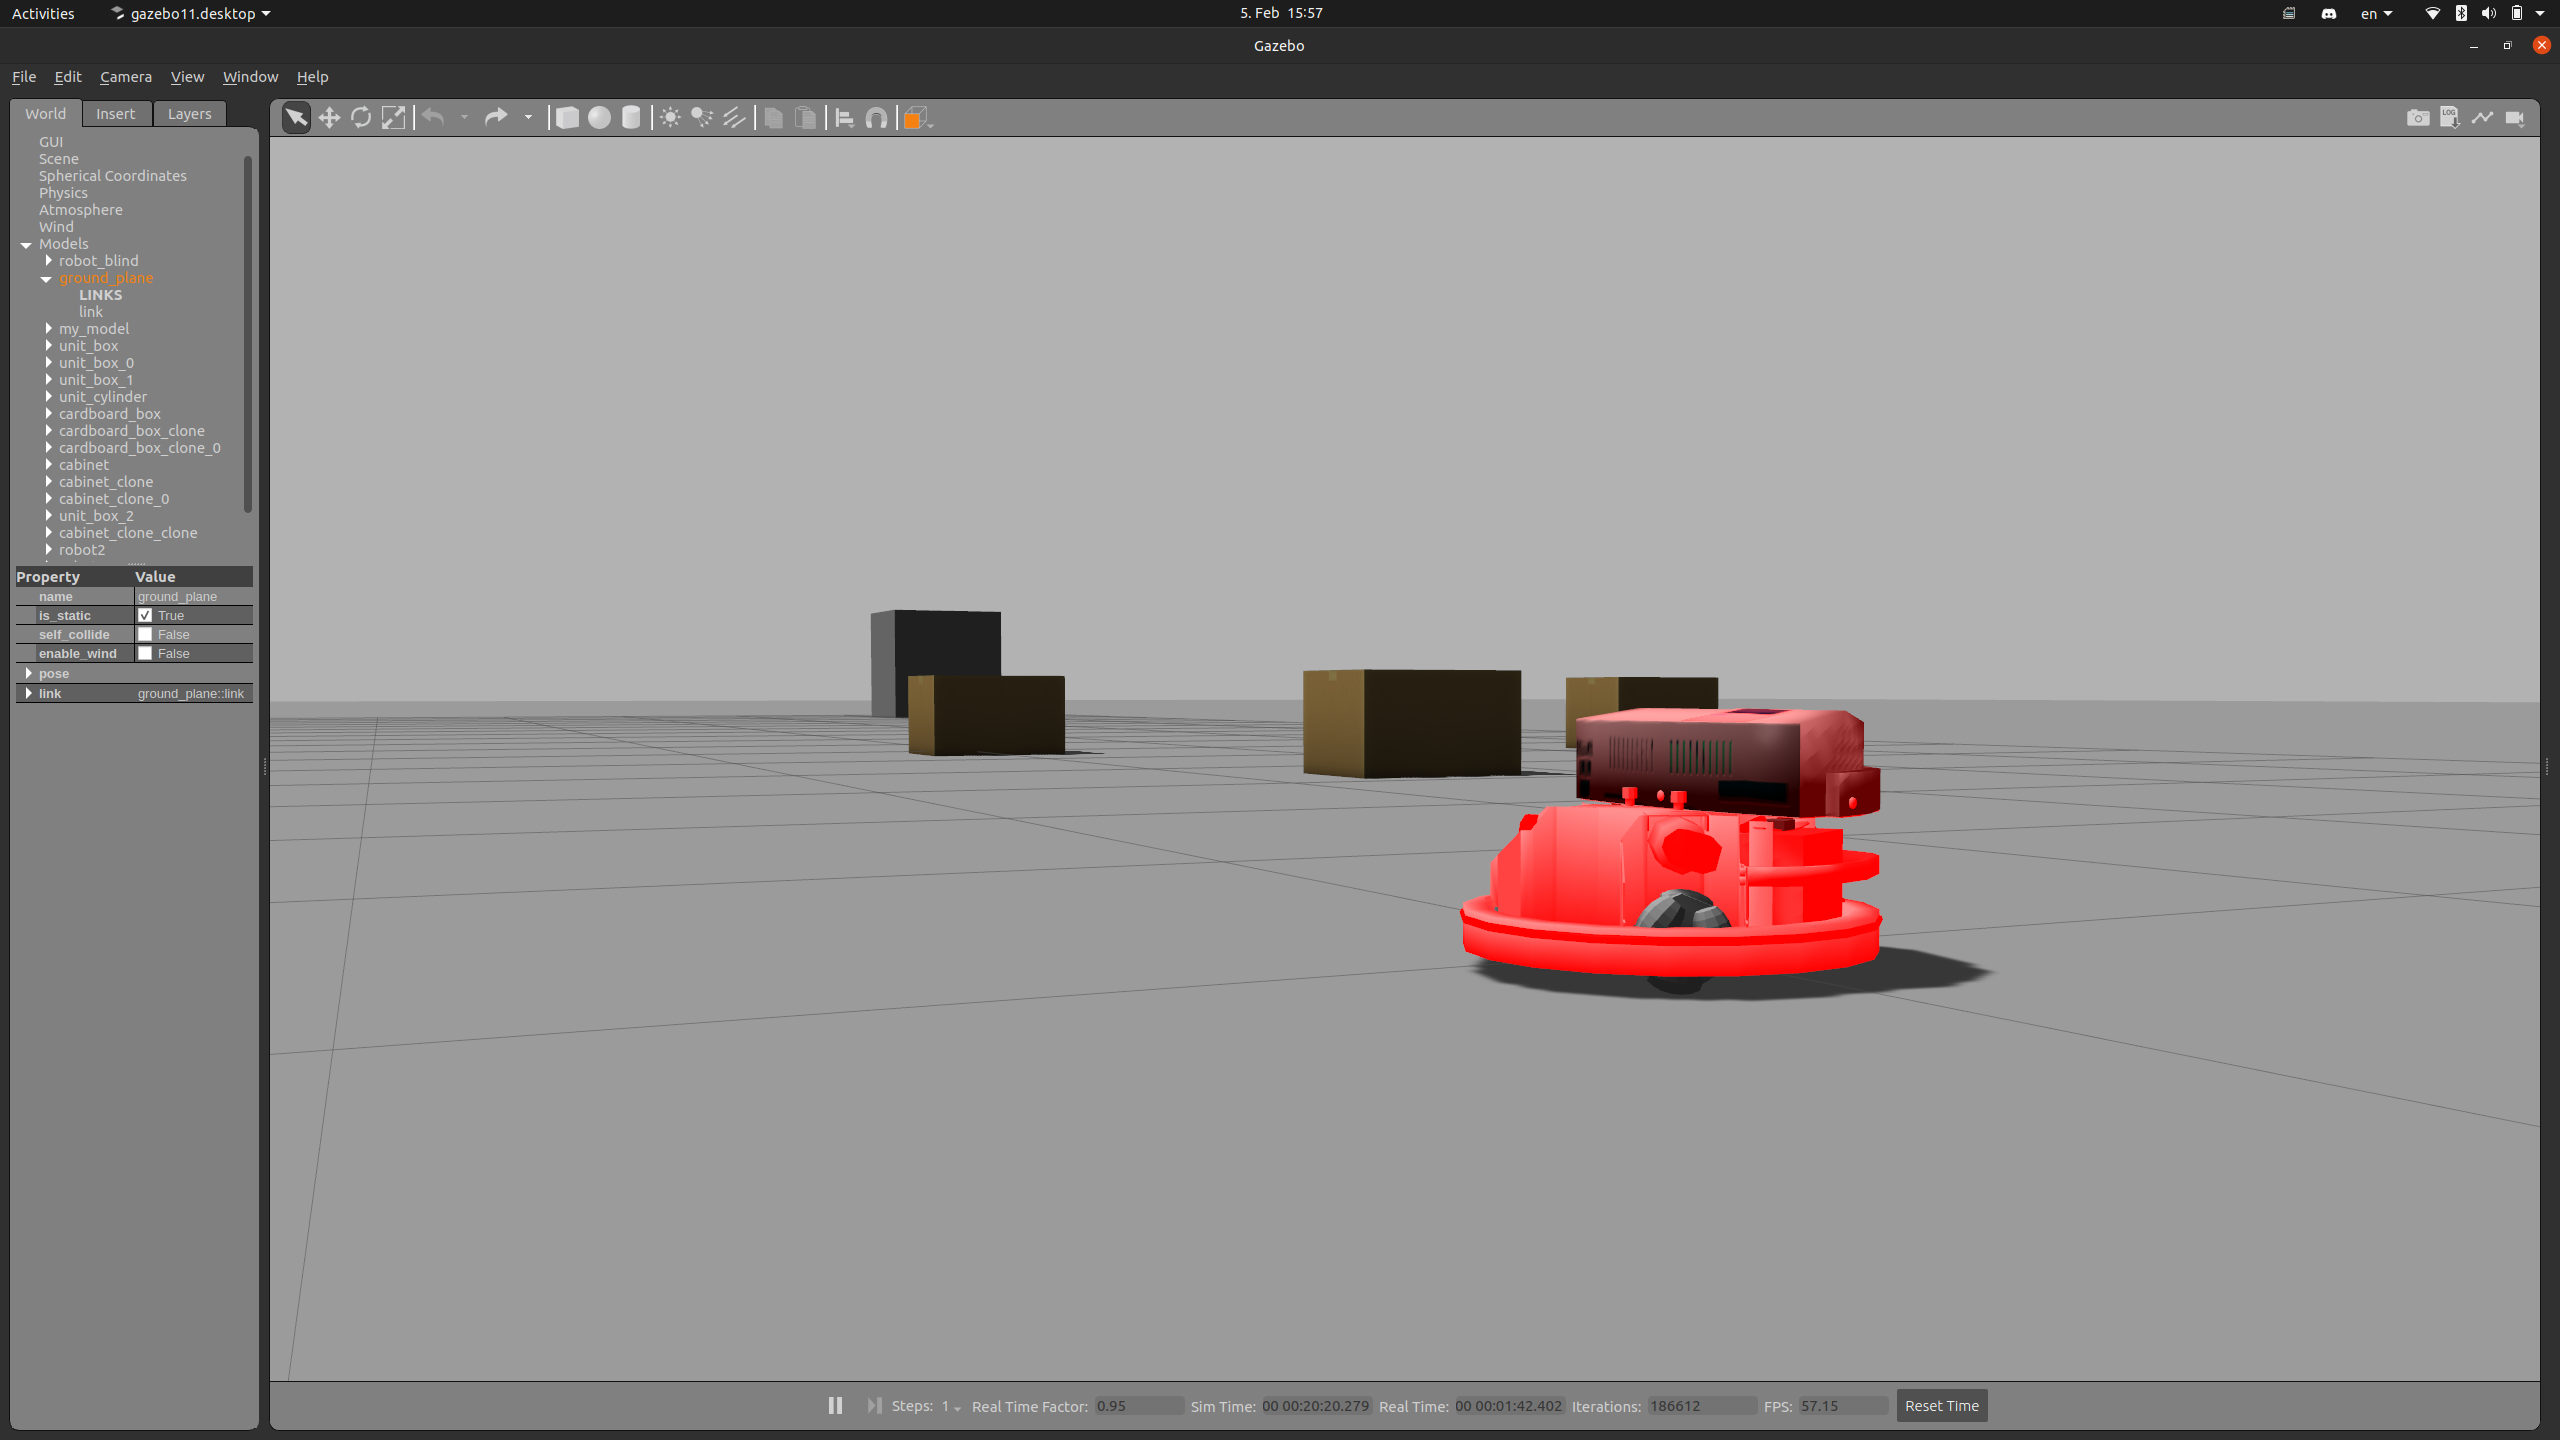 Activities gazebo11.desktop 5. Feb 15:57 en
Gazebo
File Edit Camera View Window Help
World Insert Layers
LOG
GUI
Scene
Spherical Coordinates
Physics
Atmosphere
Wind
Models
robot_blind
ground_plane
LINKS
link
my_model
unit_box
unit_box_0
unit_box_1
unit_cylinder
cardboard_box
cardboard_box_clone
cardboard_box_clone_0
cabinet
cabinet_clone
cabinet_clone_0
unit_box_2
cabinet_clone_clone
robot2
Property Value
name ground_plane
is_static True
self_collide False
enable_wind False
pose
link ground_plane::link
Steps: 1 Real Time Factor: 0.95 Sim Time: 00 00:20:20.279 Real Time: 00 00:01:42.402 Iterations: 186612 FPS: 57.15 Reset Time